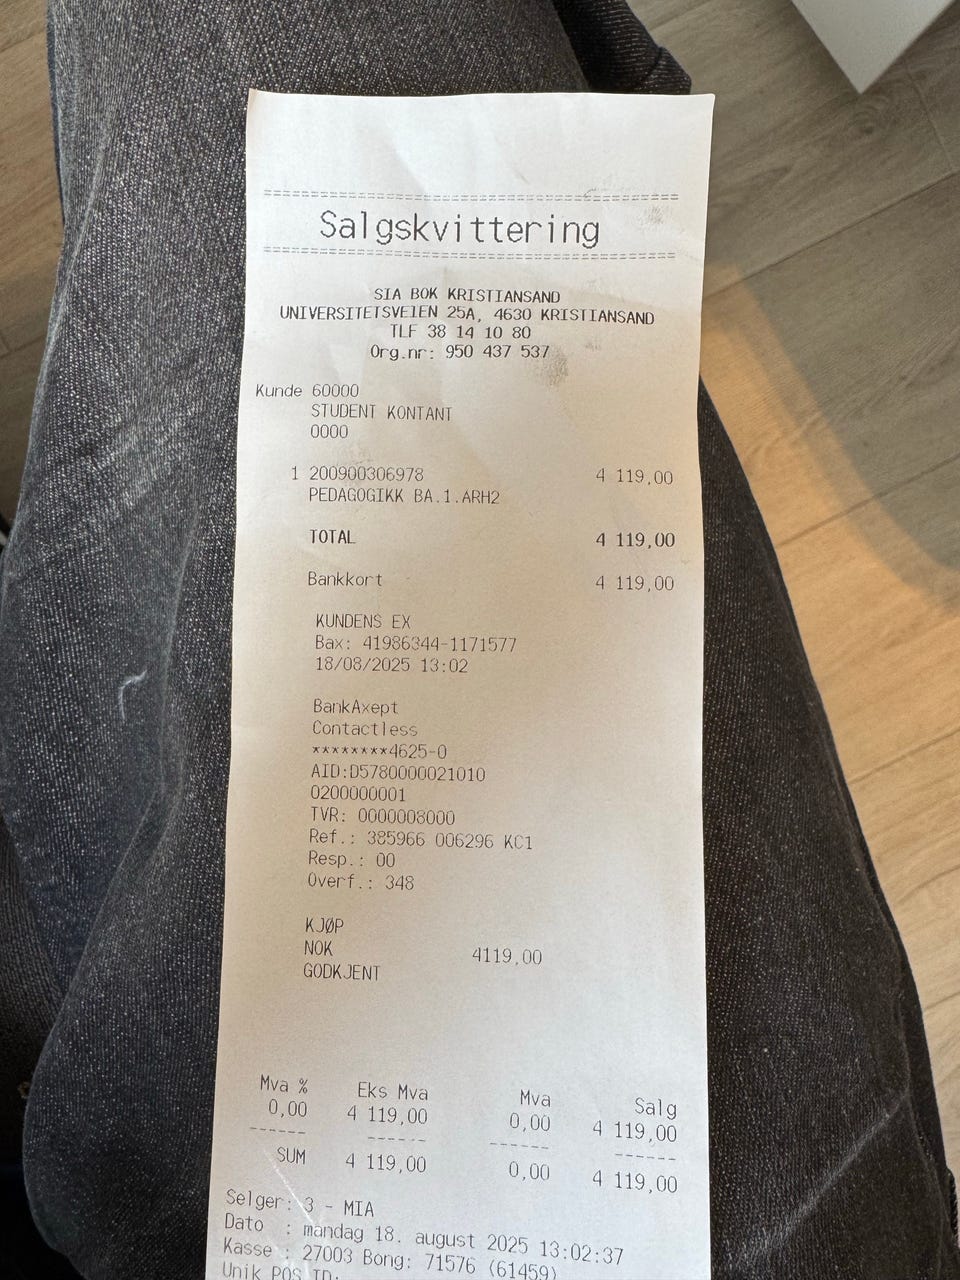 Salgskvittering
SIA BOK KRISTIANSAND
UNIVERSITETSVEIEN 25A, 4630 KRISTIANSAND
TLF 38 14 10 80
Org.nr: 950 437 537
Kunde 60000
STUDENT KONTANT
0000
1 200900306978 4 119,00
PEDAGOGIKK BA.1.ARH2
TOTAL 4 119,00
Bankkort 4 119,00
KUNDENS EX
Bax: 41986344-1171577
18/08/2025 13:02
BankAxept
Contactless
********4625-0
AID:D5780000021010
0200000001
TVR: 0000008000
Ref.: 385966 006296 KC1
Resp.: 00
Overf.: 348
KJØP
NOK 4119,00
GODKJENT
Mva % Eks Mva Mva Salg
0,00 4 119,00 0,00 4 119,00
SUM 4 119,00 0,00 4 119,00
Selger: 3 - MIA
Dato : mandag 18. august 2025 13:02:37
Kasse : 27003 Bong: 71576 (61459)
Unik POS ID: